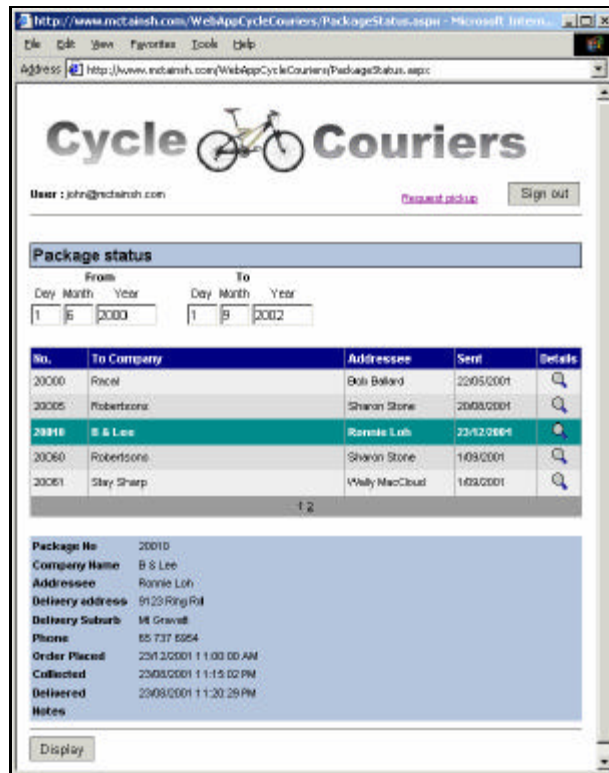 http://www.mctainsh.com/WebAppCycleCouriers/PackageStatus.aspx - Microsoft Intern...
File Edit View Favorites Tools Help
Address http://www.mctainsh.com/WebAppCycleCouriers/PackageStatus.aspx
Cycle Couriers
User : john@mctainsh.com Request pickup Sign out
Package status
From To
Day Month Year Day Month Year
1 6 2000 1 9 2002
No. To Company Addressee Sent Details
20000 Racal Bob Ballard 22/05/2001
20005 Robertsons Sharon Stone 20/08/2001
20010 B & Lee Ronnie Loh 23/12/2001
20060 Robertsons Sharon Stone 1/09/2001
20061 Stay Sharp Wally MacCloud 1/09/2001
1 2
Package No 20010
Company Name B & Lee
Addressee Ronnie Loh
Delivery address 9123 Ring Rd
Delivery Suburb Mt Gravatt
Phone 65 737 6954
Order Placed 23/12/2001 11:00:00 AM
Collected 23/08/2001 11:15:02 PM
Delivered 23/08/2001 11:20:29 PM
Notes
Display